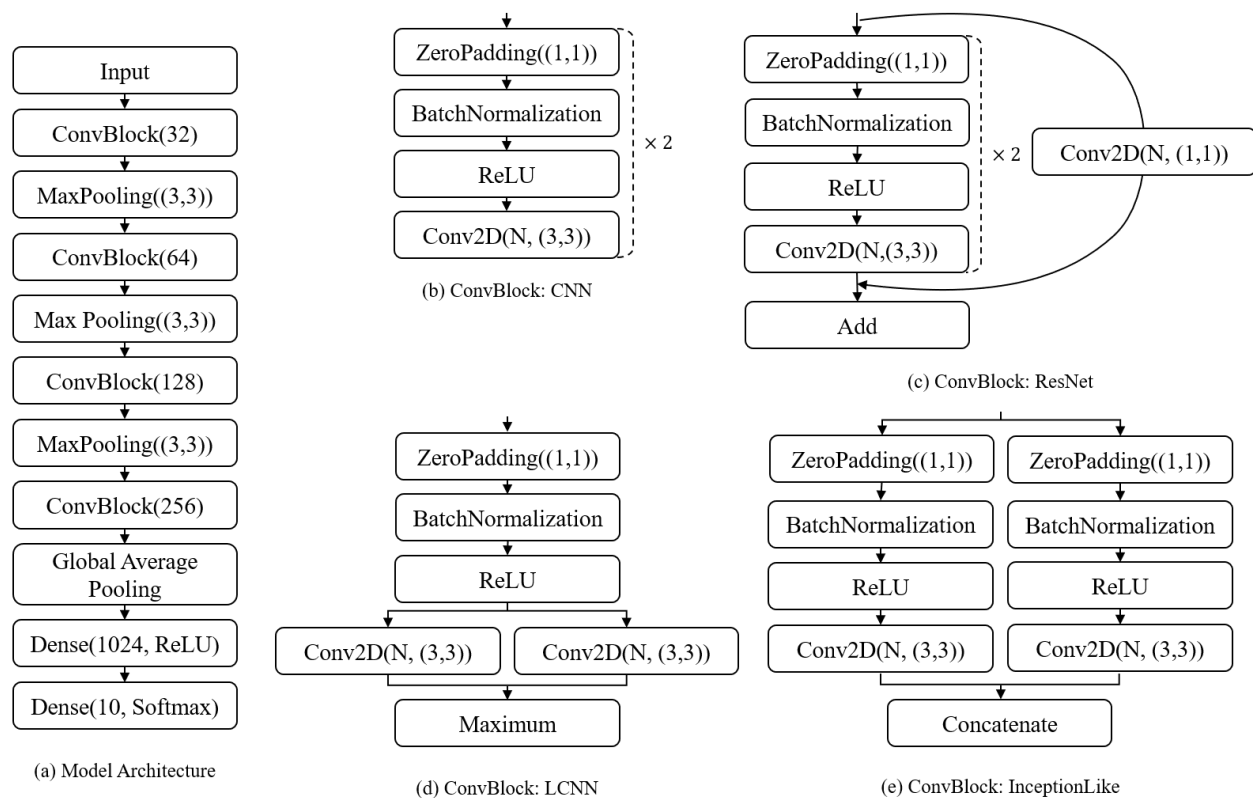 Input
ConvBlock(32)
MaxPooling((3,3))
ConvBlock(64)
Max Pooling((3,3))
ConvBlock(128)
MaxPooling((3,3))
ConvBlock(256)
Global Average
Pooling
Dense(1024, ReLU)
Dense(10, Softmax)
(a) Model Architecture
ZeroPadding((1,1))
BatchNormalization
× 2
ReLU
Conv2D(N, (3,3))
(b) ConvBlock: CNN
ZeroPadding((1,1))
BatchNormalization
× 2
Conv2D(N, (1,1))
ReLU
Conv2D(N,(3,3))
Add
(c) ConvBlock: ResNet
ZeroPadding((1,1))
BatchNormalization
ReLU
Conv2D(N, (3,3))
Conv2D(N, (3,3))
Maximum
(d) ConvBlock: LCNN
ZeroPadding((1,1))
BatchNormalization
ReLU
Conv2D(N, (3,3))
ZeroPadding((1,1))
BatchNormalization
ReLU
Conv2D(N, (3,3))
Concatenate
(e) ConvBlock: InceptionLike